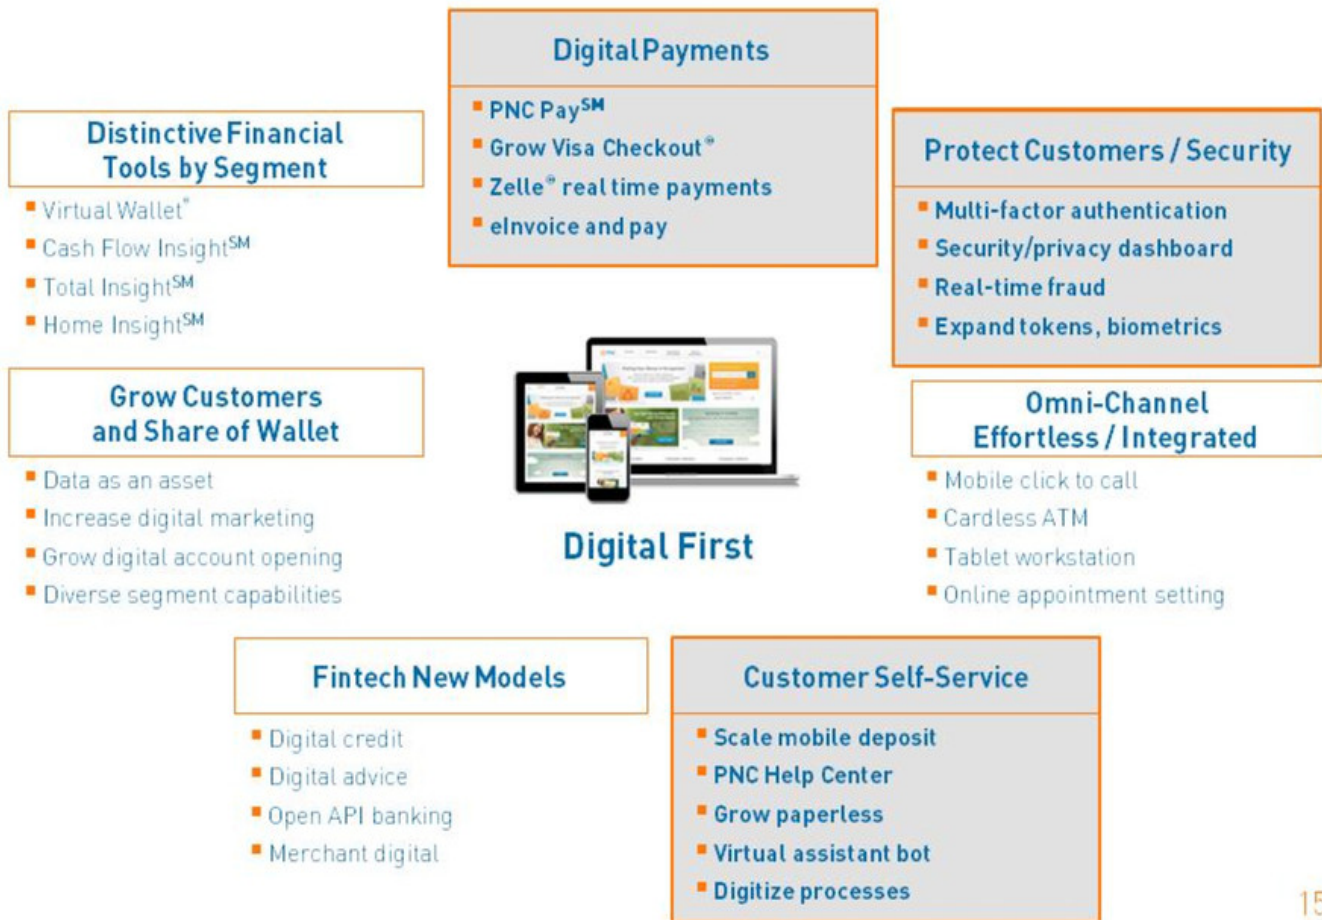 Digital Payments
PNC Pay℠
Grow Visa Checkout®
Zelle® real time payments
eInvoice and pay
Distinctive Financial
Tools by Segment
Virtual Wallet®
Cash Flow Insight℠
Total Insight℠
Home Insight℠
Protect Customers / Security
Multi-factor authentication
Security/privacy dashboard
Real-time fraud
Expand tokens, biometrics
Grow Customers
and Share of Wallet
Data as an asset
Increase digital marketing
Grow digital account opening
Diverse segment capabilities
Digital First
Omni-Channel
Effortless / Integrated
Mobile click to call
Cardless ATM
Tablet workstation
Online appointment setting
Fintech New Models
Digital credit
Digital advice
Open API banking
Merchant digital
Customer Self-Service
Scale mobile deposit
PNC Help Center
Grow paperless
Virtual assistant bot
Digitize processes
15